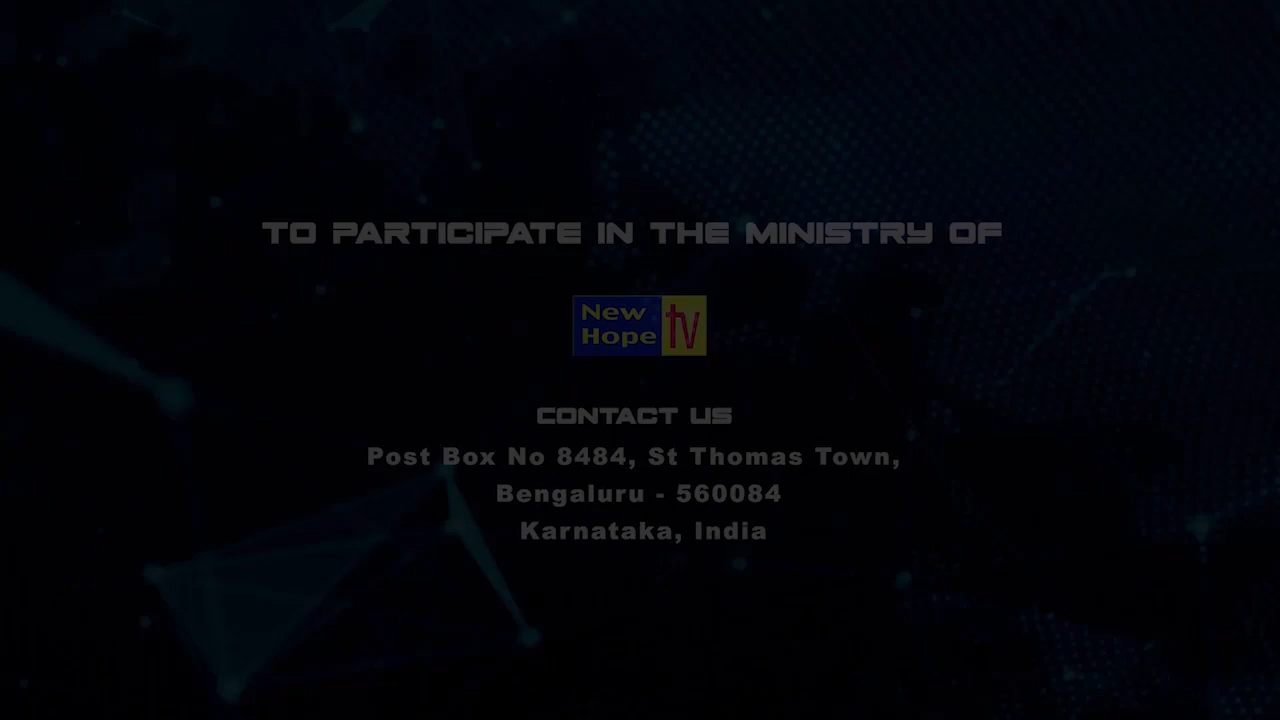 TO PARTICIPATE IN THE MINISTRY OF
New
Hope
tv
CONTACT US
Post Box No 8484, St Thomas Town,
Bengaluru - 560084
Karnataka, India